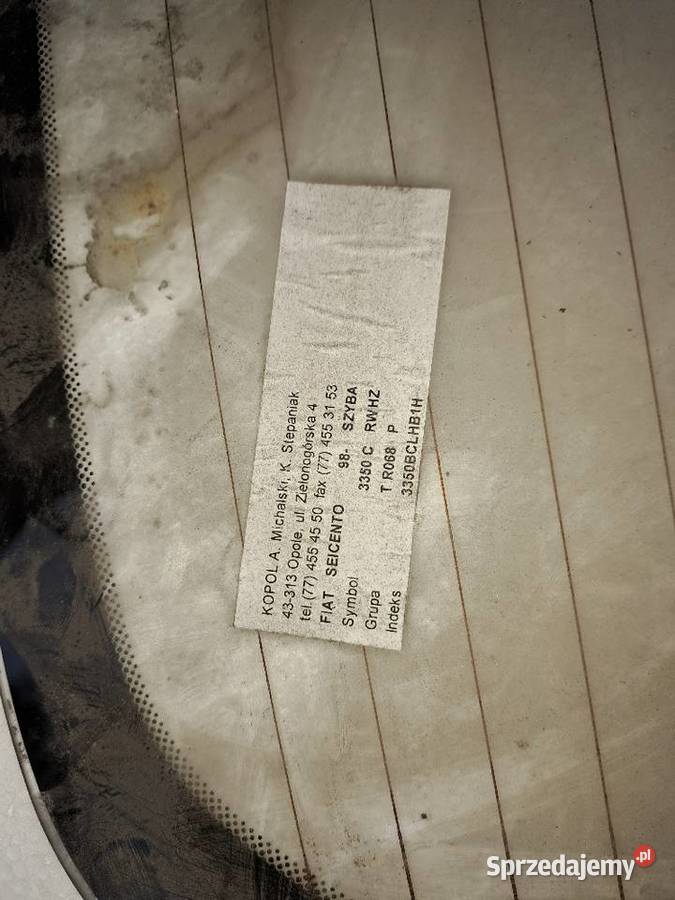 KOPOL A. Michalski, K. Stepaniak
43-313 Opole, ul. Zielonogórska 4
tel.(77) 455 45 50 fax (77) 455 31 53
FIAT SEICENTO 98- SZYBA
Symbol 3350 C RWHZ
Grupa T R068 P
Indeks 3350BCLHB1H
Sprzedajemy.pl